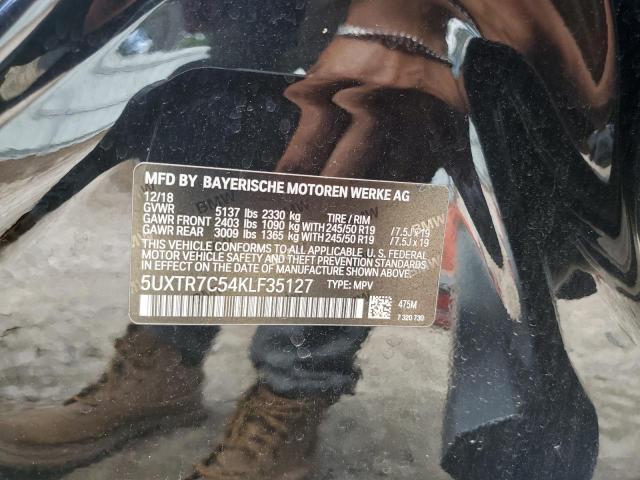 MFD BY BAYERISCHE MOTOREN WERKE AG
12/18
GVWR 5137 lbs 2330 kg TIRE / RIM
GAWR FRONT 2403 lbs 1090 kg WITH 245/50 R19 / 7.5J x 19
GAWR REAR 3009 lbs 1365 kg WITH 245/50 R19 / 7.5J x 19
THIS VEHICLE CONFORMS TO ALL APPLICABLE U.S. FEDERAL
MOTOR VEHICLE SAFETY AND THEFT PREVENTION STANDARDS
IN EFFECT ON THE DATE OF MANUFACTURE SHOWN ABOVE.
5UXTR7C54KLF35127 TYPE: MPV
475M
7 320 730